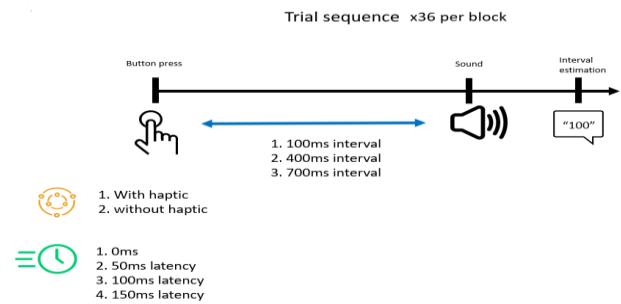 Trial sequence x36 per block
Button press
Sound
Interval
estimation
"100"
1. 100ms interval
2. 400ms interval
3. 700ms interval
1. With haptic
2. without haptic
1. 0ms
2. 50ms latency
3. 100ms latency
4. 150ms latency